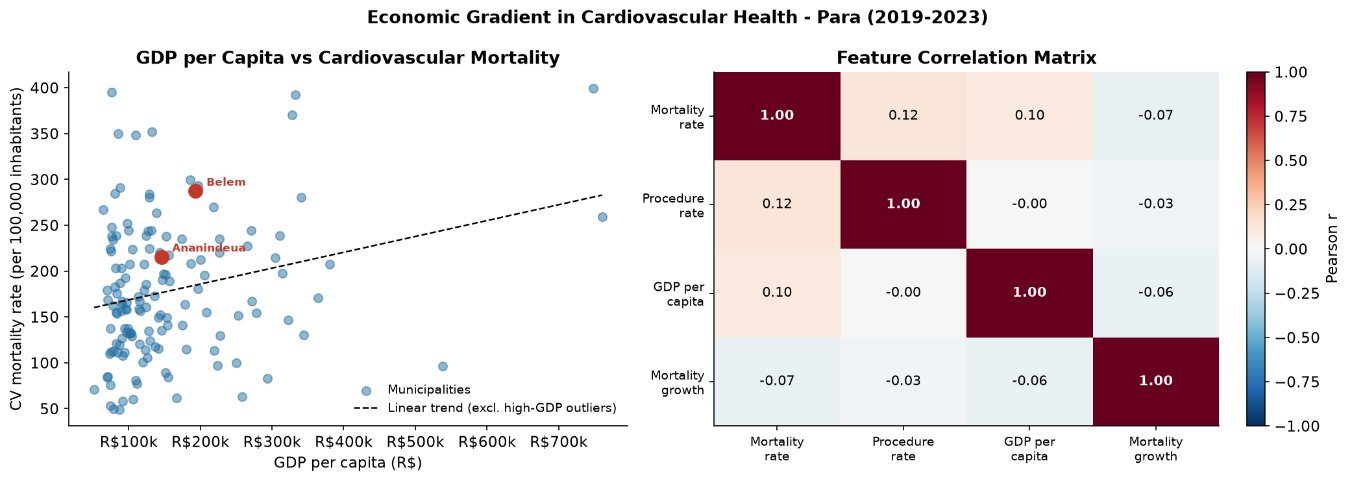 Economic Gradient in Cardiovascular Health - Para (2019-2023)
GDP per Capita vs Cardiovascular Mortality
CV mortality rate (per 100,000 inhabitants)
400
350
300
250
200
150
100
50
Belem
Ananindeua
Municipalities
Linear trend (excl. high-GDP outliers)
R$100k R$200k R$300k R$400k R$500k R$600k R$700k
GDP per capita (R$)
Feature Correlation Matrix
Mortality
rate
1.00 0.12 0.10 -0.07
Procedure
rate
0.12 1.00 -0.00 -0.03
GDP per
capita
0.10 -0.00 1.00 -0.06
Mortality
growth
-0.07 -0.03 -0.06 1.00
Mortality
rate
Procedure
rate
GDP per
capita
Mortality
growth
1.00
0.75
0.50
0.25
0.00
−0.25
−0.50
−0.75
−1.00
Pearson r